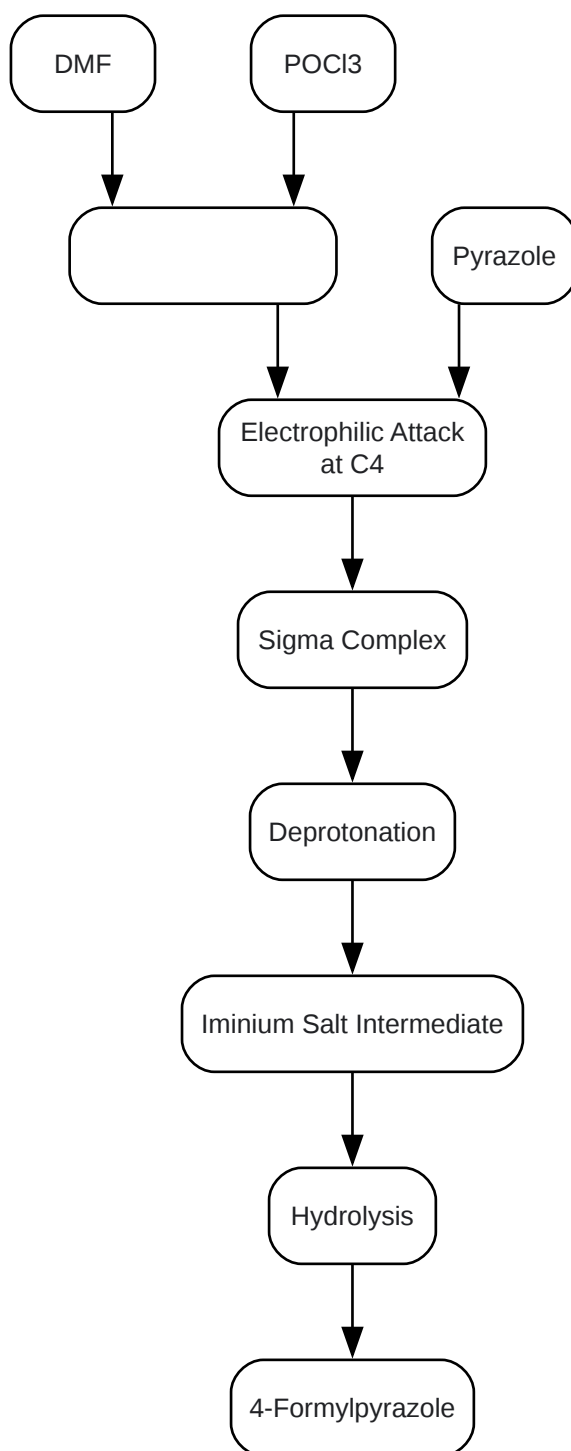 DMF
POCl3
Pyrazole
Electrophilic Attack
at C4
Sigma Complex
Deprotonation
Iminium Salt Intermediate
Hydrolysis
4-Formylpyrazole